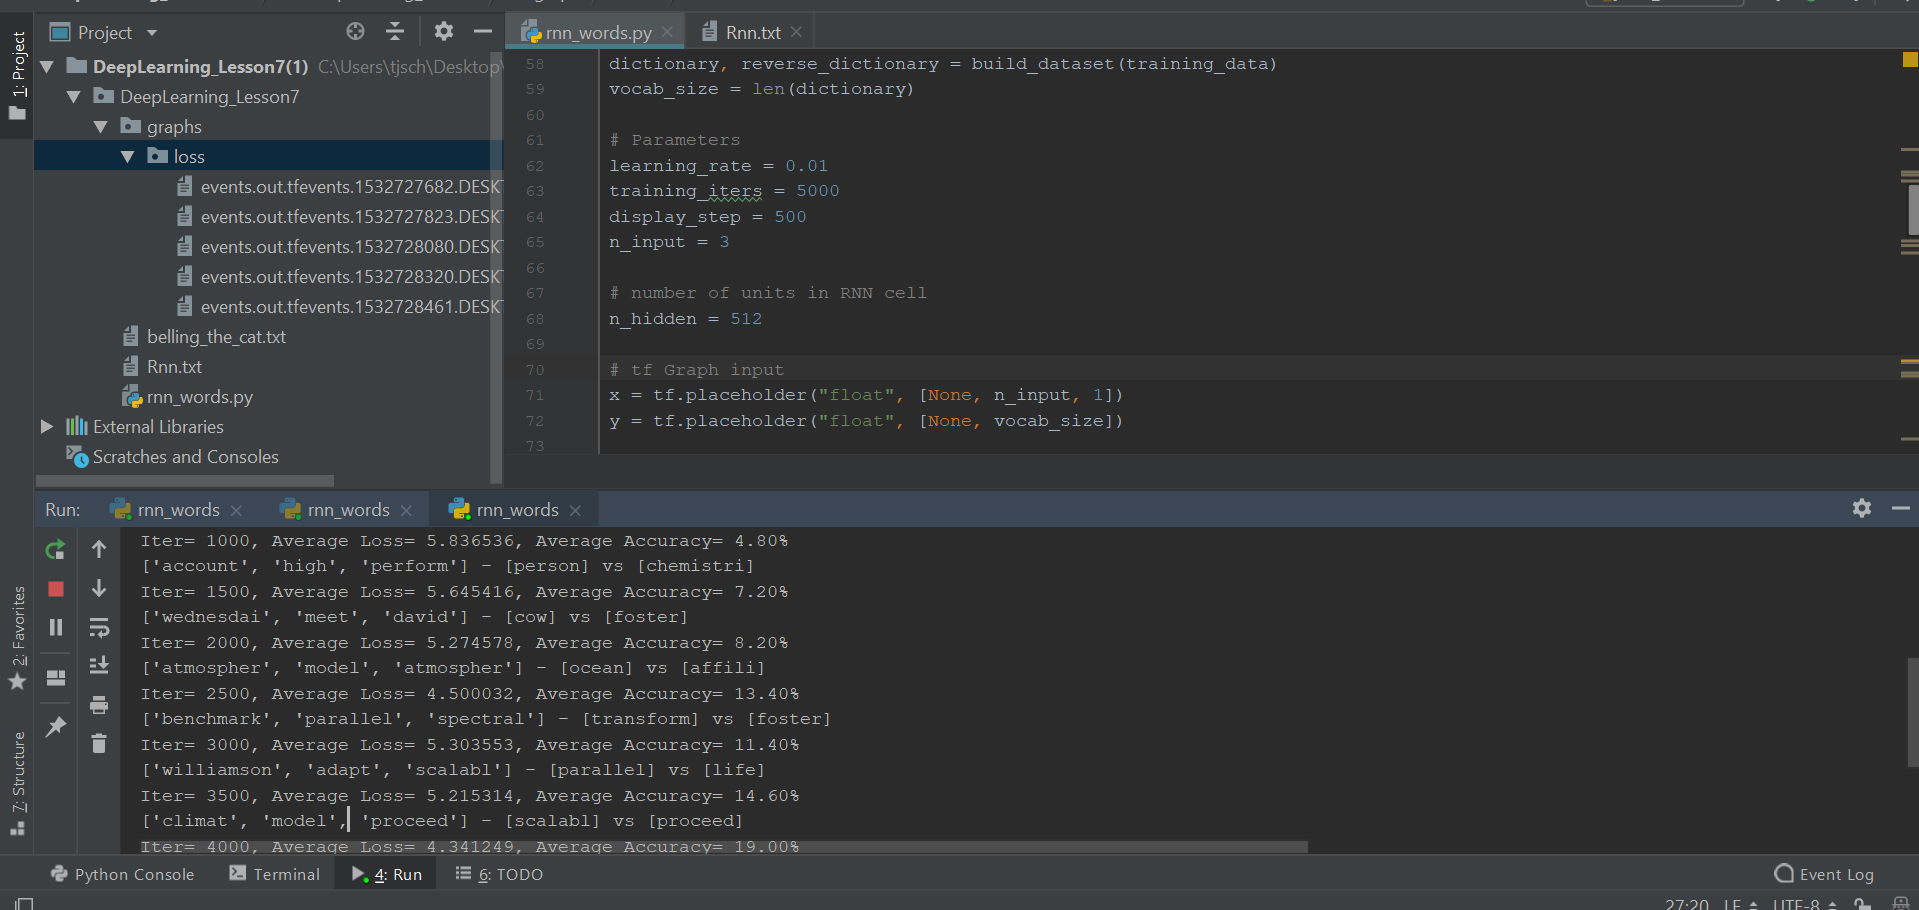 Project
rnn_words.py
Rnn.txt
1: Project
DeepLearning_Lesson7(1) C:\Users\tjsch\Desktop\
DeepLearning_Lesson7
graphs
loss
events.out.tfevents.1532727682.DESKT
events.out.tfevents.1532727823.DESKT
events.out.tfevents.1532728080.DESKT
events.out.tfevents.1532728320.DESKT
events.out.tfevents.1532728461.DESKT
belling_the_cat.txt
Rnn.txt
rnn_words.py
External Libraries
Scratches and Consoles
58 dictionary, reverse_dictionary = build_dataset(training_data)
59 vocab_size = len(dictionary)
60
61 # Parameters
62 learning_rate = 0.01
63 training_iters = 5000
64 display_step = 500
65 n_input = 3
66
67 # number of units in RNN cell
68 n_hidden = 512
69
70 # tf Graph input
71 x = tf.placeholder("float", [None, n_input, 1])
72 y = tf.placeholder("float", [None, vocab_size])
73
Run: rnn_words rnn_words rnn_words
Iter= 1000, Average Loss= 5.836536, Average Accuracy= 4.80%
['account', 'high', 'perform'] - [person] vs [chemistri]
Iter= 1500, Average Loss= 5.645416, Average Accuracy= 7.20%
['wednesdai', 'meet', 'david'] - [cow] vs [foster]
Iter= 2000, Average Loss= 5.274578, Average Accuracy= 8.20%
['atmospher', 'model', 'atmospher'] - [ocean] vs [affili]
Iter= 2500, Average Loss= 4.500032, Average Accuracy= 13.40%
['benchmark', 'parallel', 'spectral'] - [transform] vs [foster]
Iter= 3000, Average Loss= 5.303553, Average Accuracy= 11.40%
['williamson', 'adapt', 'scalabl'] - [parallel] vs [life]
Iter= 3500, Average Loss= 5.215314, Average Accuracy= 14.60%
['climat', 'model', 'proceed'] - [scalabl] vs [proceed]
Iter= 4000, Average Loss= 4.341249, Average Accuracy= 19.00%
2: Favorites
7: Structure
Python Console
Terminal
4: Run
6: TODO
Event Log
27:20 LF UTF-8